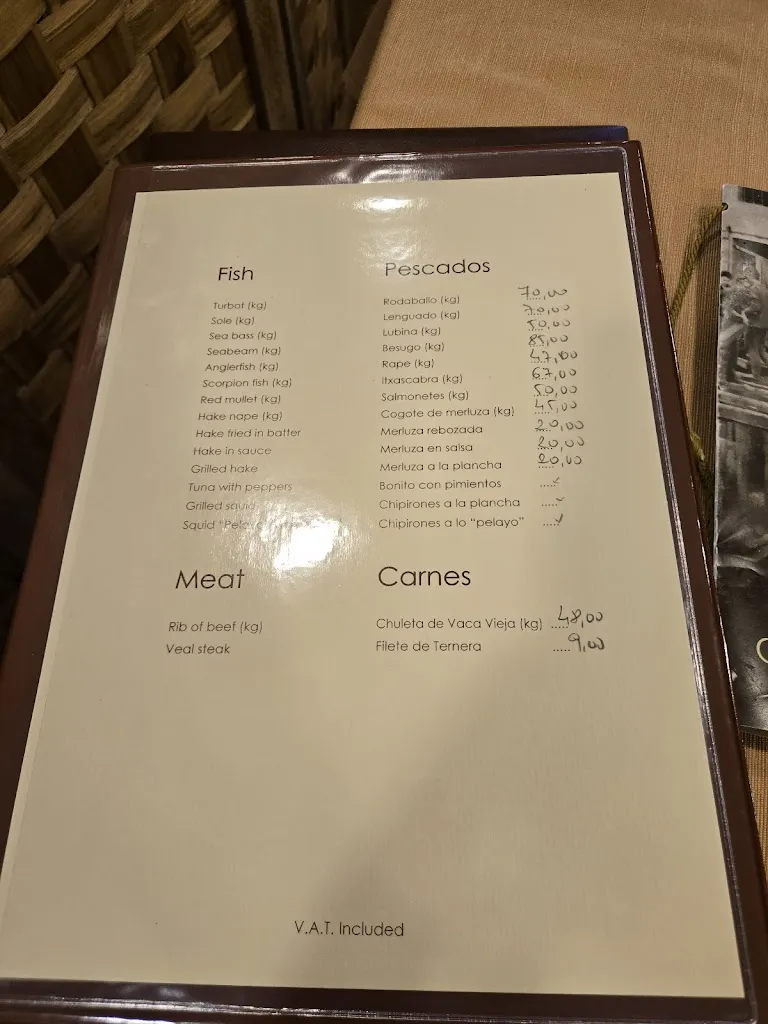 Fish Pescados
Turbot (kg) Rodaballo (kg) 70,00
Sole (kg) Lenguado (kg) 70,00
Sea bass (kg) Lubina (kg) 50,00
Seabeam (kg) Besugo (kg) 85,00
Anglerfish (kg) Rape (kg) 47,00
Scorpion fish (kg) Itxascabra (kg) 67,00
Red mullet (kg) Salmonetes (kg) 50,00
Hake nape (kg) Cogote de merluza (kg) 45,00
Hake fried in batter Merluza rebozada 20,00
Hake in sauce Merluza en salsa 20,00
Grilled hake Merluza a la plancha 20,00
Tuna with peppers Bonito con pimientos .....
Grilled squid Chipirones a la plancha .....
Squid Chipirones a lo "pelayo" .....
Meat Carnes
Rib of beef (kg) Chuleta de Vaca Vieja (kg) ..... 48,00
Veal steak Filete de Ternera ..... 9,00
V.A.T. Included